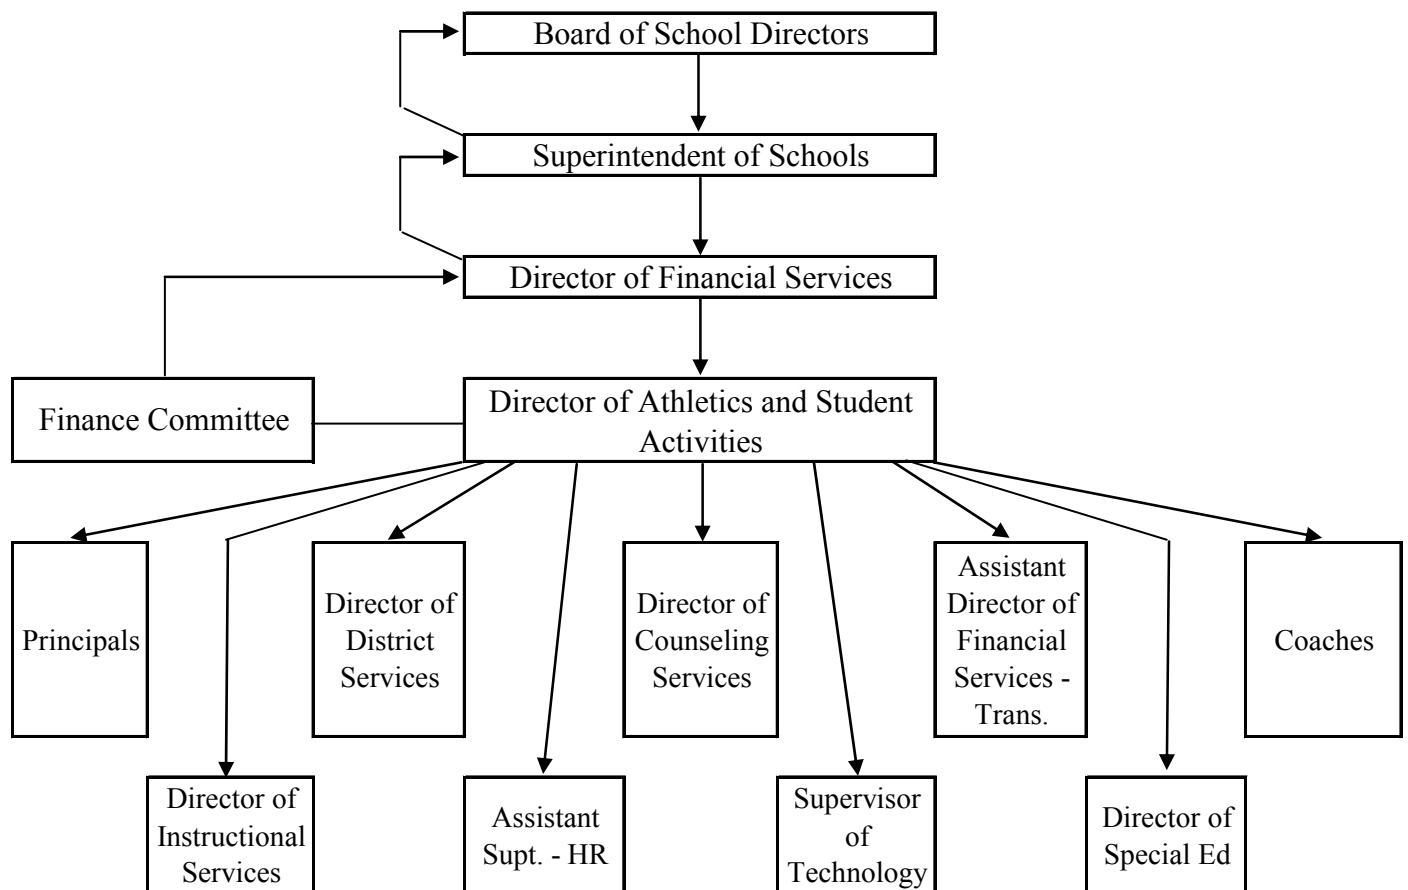 Board of School Directors
Superintendent of Schools
Director of Financial Services
Finance Committee
Director of Athletics and Student
Activities
Principals
Director of
District
Services
Director of
Counseling
Services
Assistant
Director of
Financial
Services -
Trans.
Coaches
Director of
Instructional
Services
Assistant
Supt. - HR
Supervisor
of
Technology
Director of
Special Ed